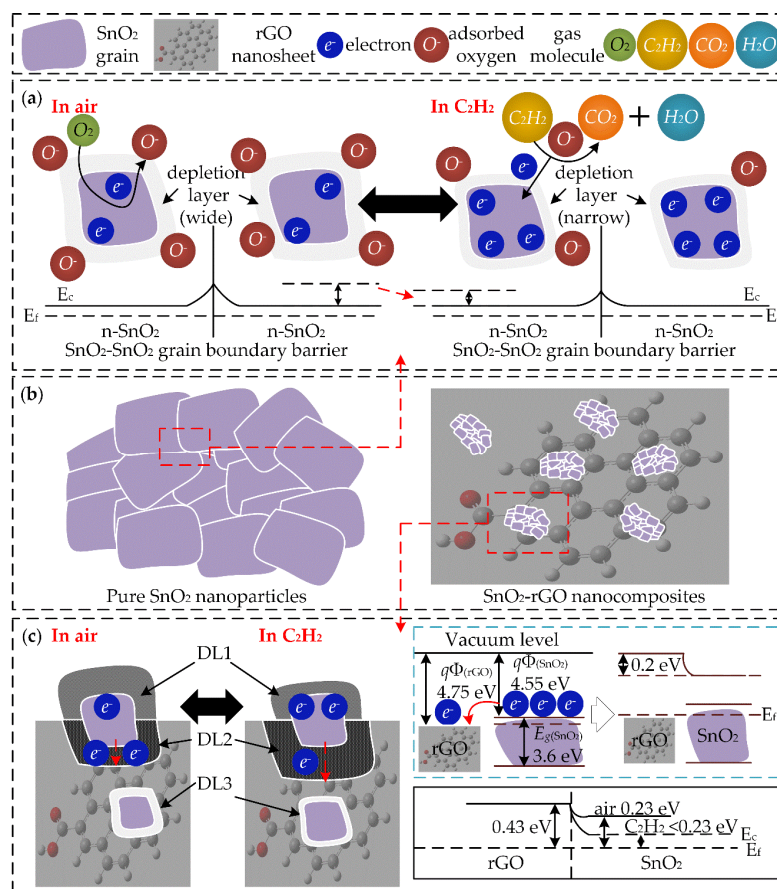 SnO₂ grain
rGO nanosheet
e⁻ electron
O⁻ adsorbed oxygen
gas molecule
O₂ C₂H₂ CO₂ H₂O
(a)
In air
O₂
O⁻
O⁻
O⁻
O⁻
e⁻
e⁻
e⁻
e⁻
O⁻
O⁻
O⁻
depletion
layer
(wide)
In C₂H₂
C₂H₂
O⁻
CO₂
+
H₂O
e⁻
e⁻
e⁻
e⁻
e⁻
O⁻
O⁻
depletion
layer
(narrow)
e⁻
e⁻
e⁻
e⁻
Ec
Ef
n-SnO₂
n-SnO₂
SnO₂-SnO₂ grain boundary barrier
Ec
E
n-SnO₂
n-SnO₂
SnO₂-SnO₂ grain boundary barrier
(b)
Pure SnO₂ nanoparticles
SnO₂-rGO nanocomposites
(c)
In air
In C₂H₂
DL1
DL2
DL3
e⁻
e⁻
e⁻
e⁻
e⁻
Vacuum level
qΦ(rGO)
4.75 eV
qΦ(SnO₂)
4.55 eV
e⁻
e⁻
e⁻
e⁻
rGO
Eg(SnO₂)
3.6 eV
0.2 eV
Ef
rGO
SnO₂
air 0.23 eV
0.43 eV
C₂H₂ <0.23 eV
Ec
Ef
rGO
SnO₂